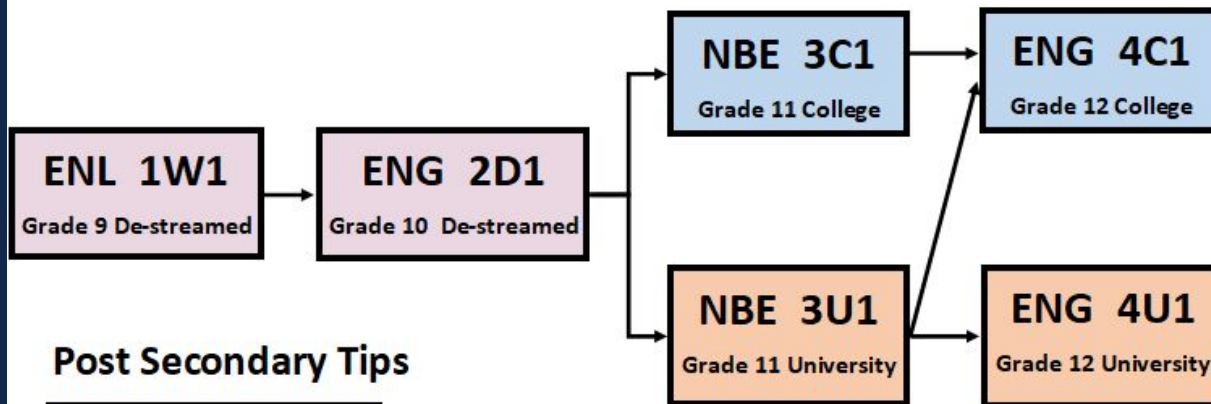 NBE 3C1
Grade 11 College
ENG 4C1
Grade 12 College
ENL 1W1
Grade 9 De-streamed
ENG 2D1
Grade 10 De-streamed
NBE 3U1
Grade 11 University
ENG 4U1
Grade 12 University
Post Secondary Tips